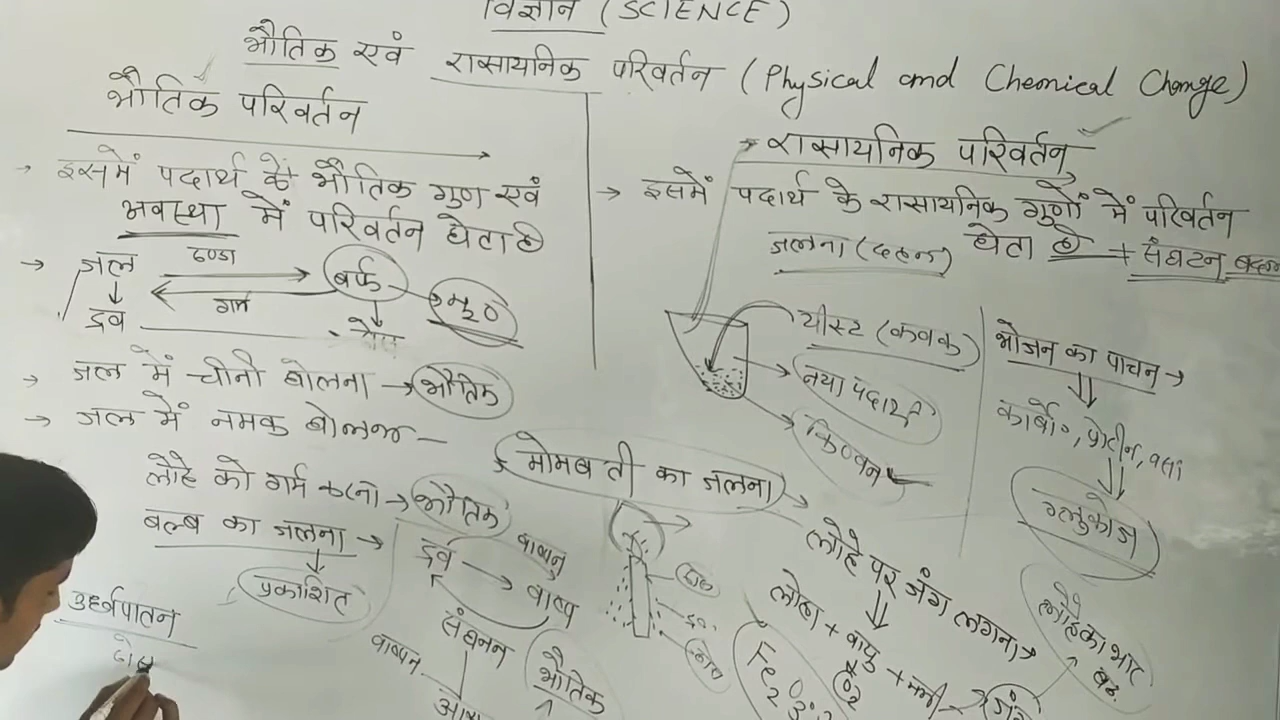 विज्ञान (SCIENCE)
भौतिक एवं रासायनिक परिवर्तन (Physical and Chemical Change)
भौतिक परिवर्तन
→ इसमें पदार्थ के भौतिक गुण एवं
अवस्था में परिवर्तन होता है
→ जल ठण्डा बर्फ
गर्म
द्रव
→ जल में चीनी घोलना → भौतिक
→ जल में नमक घोलना –
लोहे को गर्म करना → भौतिक
बल्ब का जलना →
प्रकाशित
उर्ध्वपातन
ठोस
द्रव → वाष्प
वाष्पन
संघनन
वाष्पन
भौतिक
→ रासायनिक परिवर्तन
→ इसमें पदार्थ के रासायनिक गुणों में परिवर्तन
होता है + संघटन
जलना (दहन)
यीस्ट (कवक)
नया पदार्थ
किण्वन
भोजन का पाचन →
कार्बो०, प्रोटीन, वसा
ग्लुकोज
मोमबती का जलना →
लोहे पर जंग लगना →
लोहा + वायु + नमी → जंग
O2
लोहे का भार
बढ़.